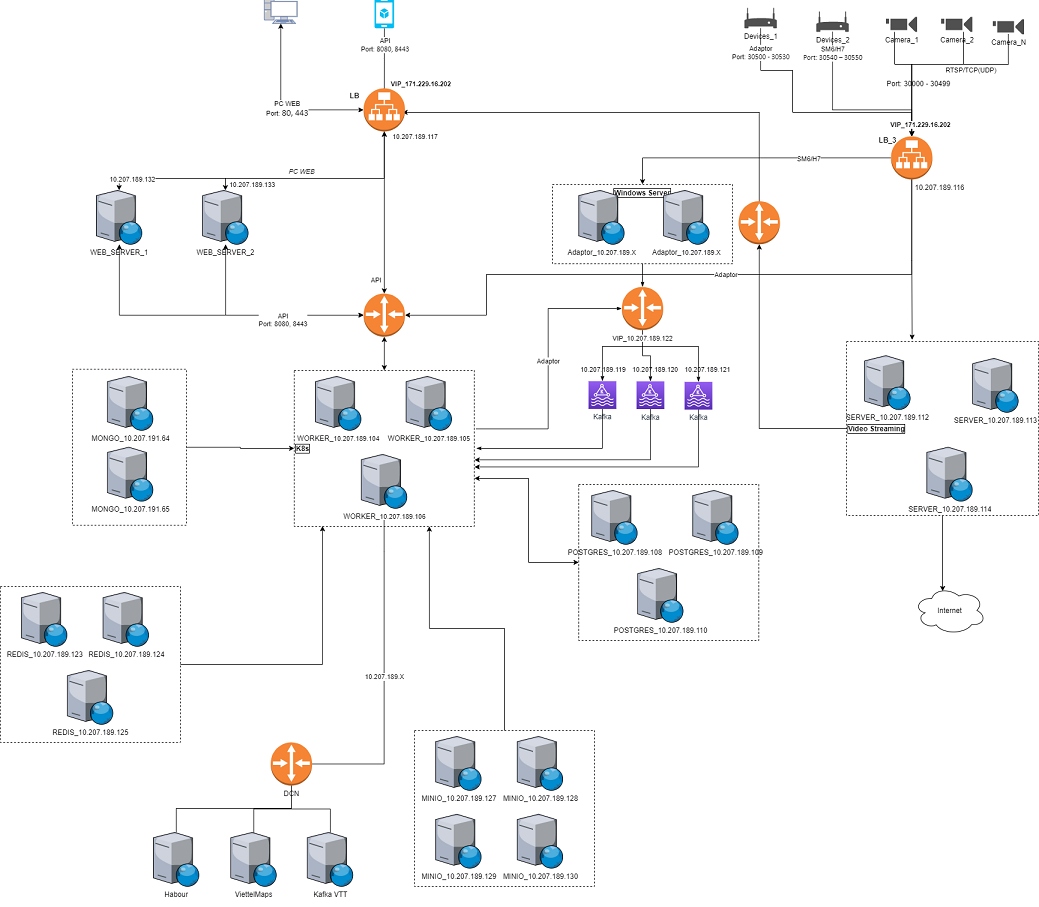 API
Port: 8080, 8443
Devices_1
Adaptor
Port: 30500 - 30530
Devices_2
SM6/H7
Port: 30540 – 30550
Camera_1
Camera_2
Camera_N
RTSP/TCP(UDP)
Port: 30000 - 30499
VIP_171.229.16.202
LB
PC WEB
Port: 80, 443
10.207.189.117
VIP_171.229.16.202
LB_3
10.207.189.116
SM6/H7
PC WEB
10.207.189.132
10.207.189.133
WEB_SERVER_1
WEB_SERVER_2
Windows Server
Adaptor_10.207.189.X
Adaptor_10.207.189.X
Adaptor
API
API
Port: 8080, 8443
VIP_10.207.189.122
Adaptor
10.207.189.119
10.207.189.120
10.207.189.121
Kafka
Kafka
Kafka
MONGO_10.207.191.64
MONGO_10.207.191.65
WORKER_10.207.189.104
WORKER_10.207.189.105
K8s
WORKER_10.207.189.106
SERVER_10.207.189.112
SERVER_10.207.189.113
Video Streaming
SERVER_10.207.189.114
POSTGRES_10.207.189.108
POSTGRES_10.207.189.109
POSTGRES_10.207.189.110
Internet
REDIS_10.207.189.123
REDIS_10.207.189.124
REDIS_10.207.189.125
10.207.189.X
DCN
MINIO_10.207.189.127
MINIO_10.207.189.128
MINIO_10.207.189.129
MINIO_10.207.189.130
Habour
ViettelMaps
Kafka VTT